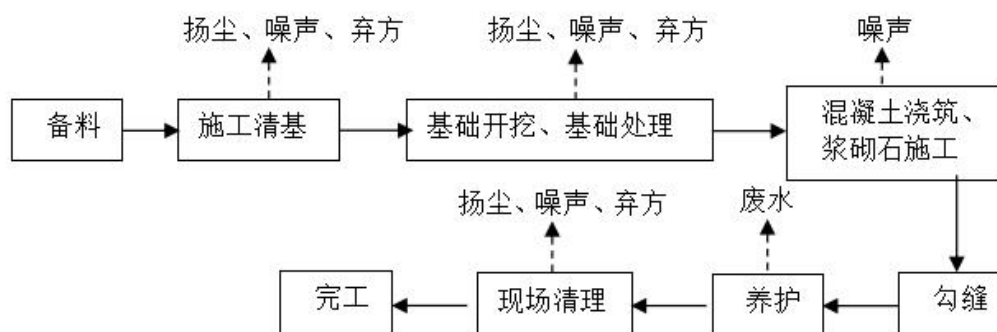 扬尘、噪声、弃方
扬尘、噪声、弃方
噪声
备料
施工清基
基础开挖、基础处理
混凝土浇筑、
浆砌石施工
扬尘、噪声、弃方
废水
完工
现场清理
养护
勾缝